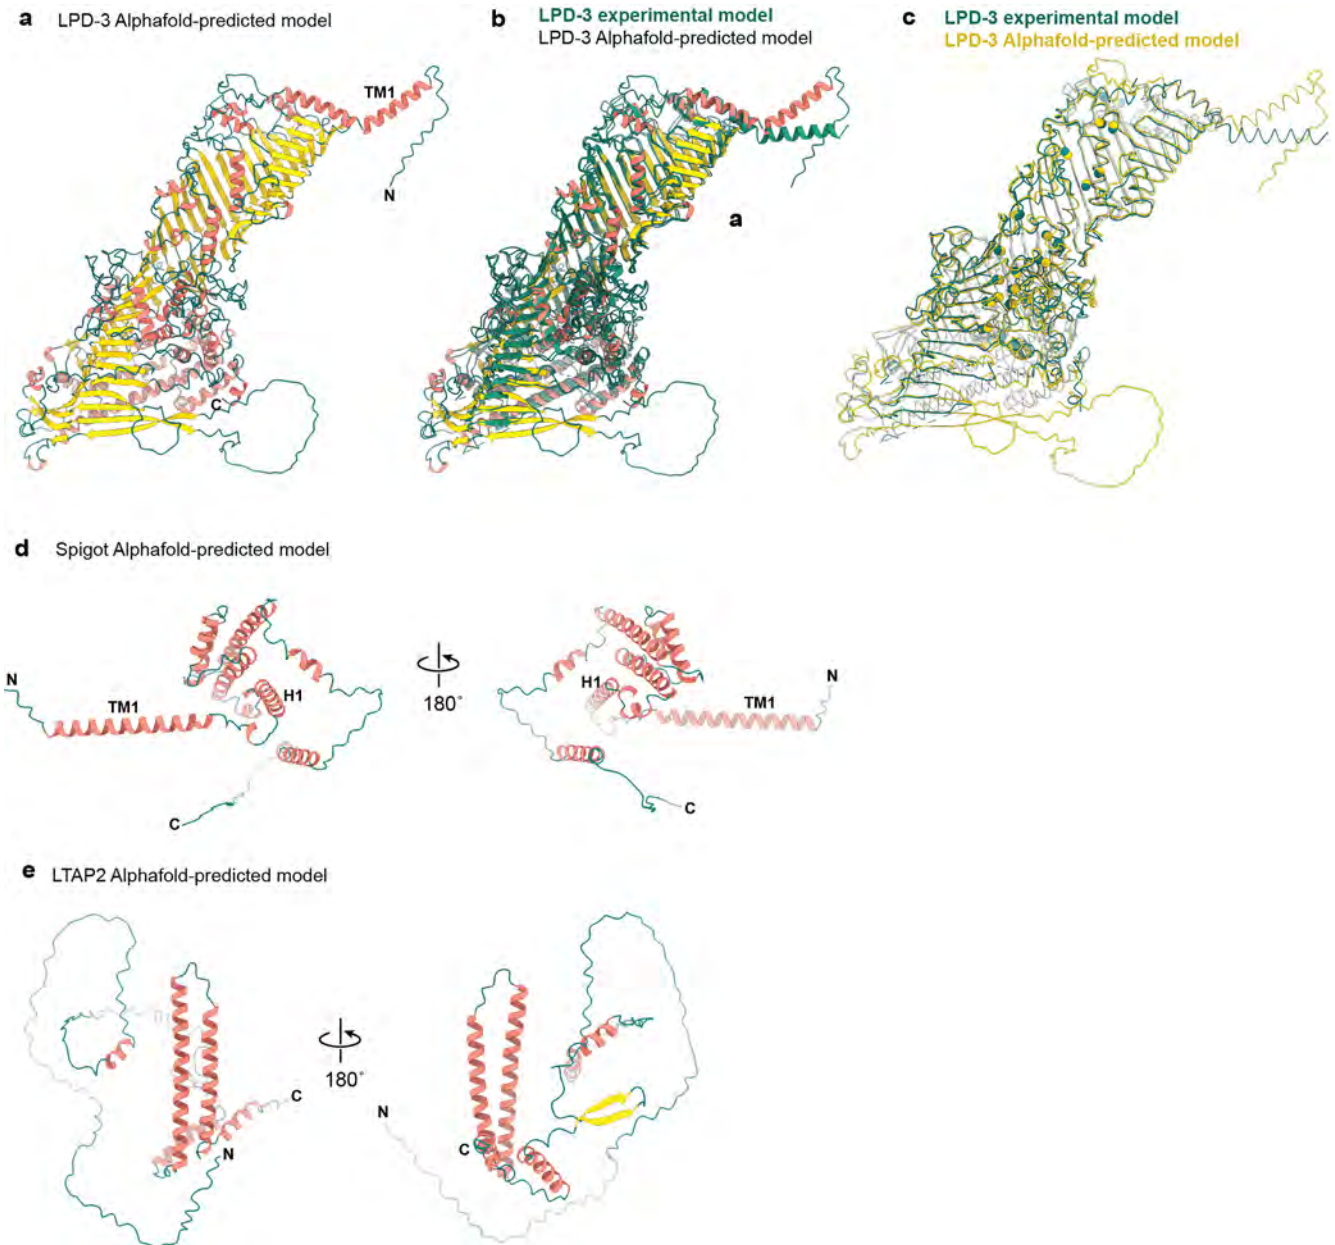 a LPD-3 Alphafold-predicted model
b LPD-3 experimental model
LPD-3 Alphafold-predicted model
c LPD-3 experimental model
LPD-3 Alphafold-predicted model
TM1
N
C
a
d Spigot Alphafold-predicted model
N
TM1
H1
C
180°
H1
TM1
N
C
e LTAP2 Alphafold-predicted model
C
N
180°
N
C